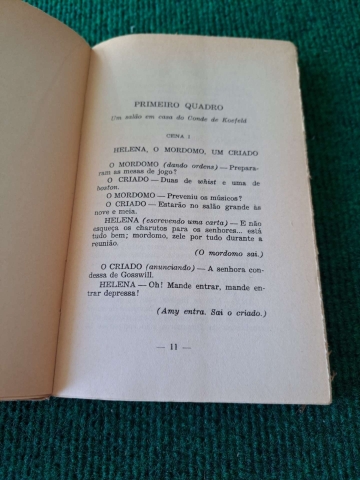 PRIMEIRO QUADRO
Um salão em casa do Conde de Rosfeld
CENA 1
HELENA, O MORDOMO, UM CRIADO
O MORDOMO (dando ordens) — Prepara-
ram as mesas de jogo?
O CRIADO — Duas de whist e uma de
boston.
O MORDOMO — Preveniu os músicos?
O CRIADO — Estarão no salão grande às
nove e meia.
HELENA (escrevendo uma carta) — E não
esqueça os charutos para os senhores... está
tudo bem; mordomo, sele por tudo durante a
reunião.
(O mordomo sai.)
O CRIADO (anunciando) — A senhora con-
dessa de Gosswill.
HELENA — Oh! Mande entrar, mande en-
trar depressa!
(Amy entra. Sai o criado.)
— 11 —